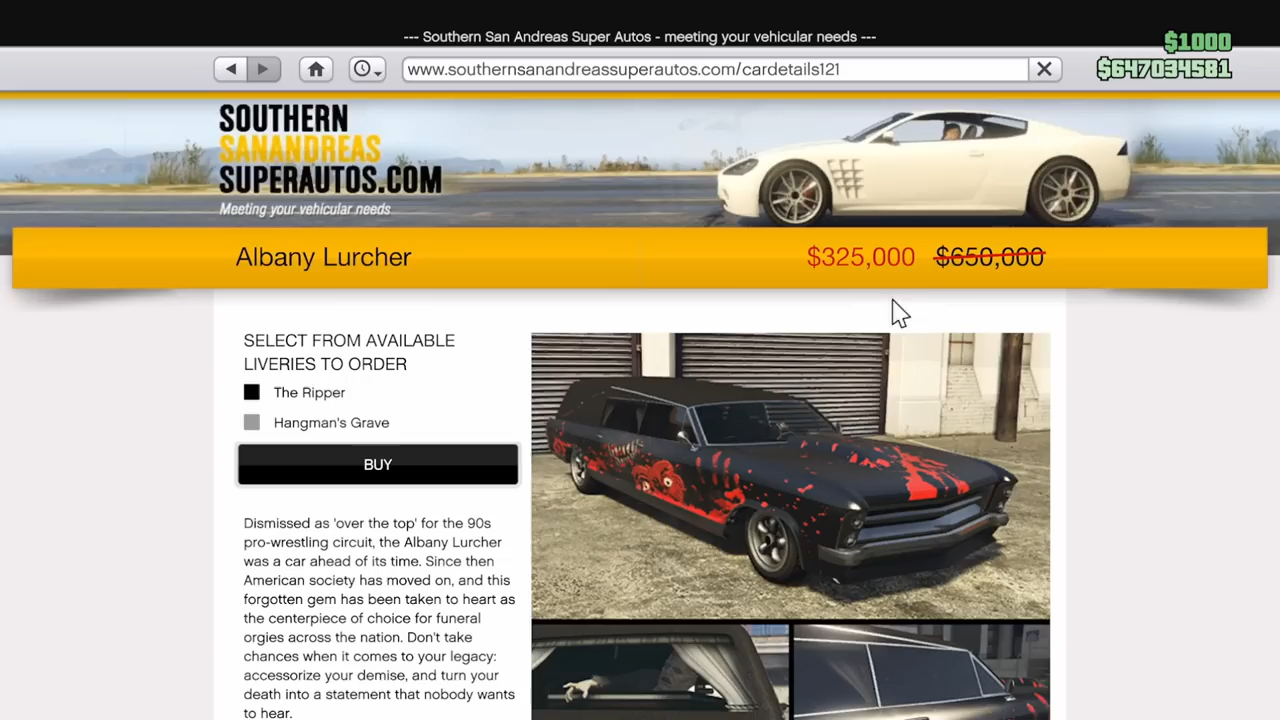 --- Southern San Andreas Super Autos - meeting your vehicular needs ---
$1000
$647034581
www.southernsanandreassuperautos.com/cardetails121
SOUTHERN
SANANDREAS
SUPERAUTOS.COM
Meeting your vehicular needs
Albany Lurcher
$325,000 $650,000
SELECT FROM AVAILABLE
LIVERIES TO ORDER
The Ripper
Hangman's Grave
BUY
Dismissed as 'over the top' for the 90s
pro-wrestling circuit, the Albany Lurcher
was a car ahead of its time. Since then
American society has moved on, and this
forgotten gem has been taken to heart as
the centerpiece of choice for funeral
orgies across the nation. Don't take
chances when it comes to your legacy:
accessorize your demise, and turn your
death into a statement that nobody wants
to hear.